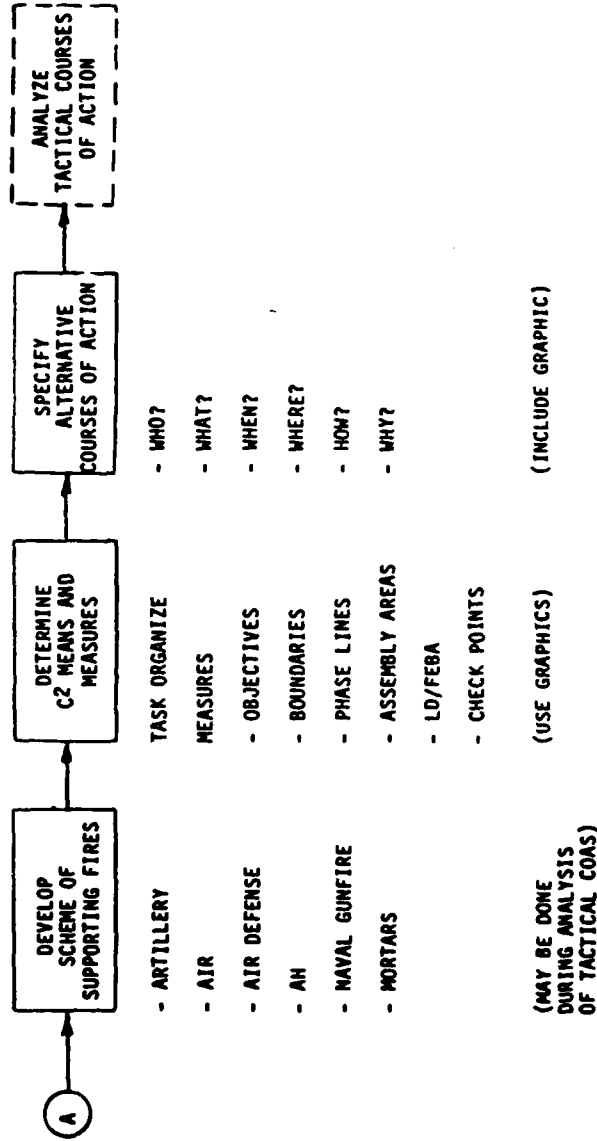 A
DEVELOP
SCHEME OF
SUPPORTING FIRES
- ARTILLERY
- AIR
- AIR DEFENSE
- AH
- NAVAL GUNFIRE
- MORTARS
(MAY BE DONE
DURING ANALYSIS
OF TACTICAL COAS)
DETERMINE
C² MEANS AND
MEASURES
TASK ORGANIZE
MEASURES
- OBJECTIVES
- BOUNDARIES
- PHASE LINES
- ASSEMBLY AREAS
- LD/FEBA
- CHECK POINTS
(USE GRAPHICS)
SPECIFY
ALTERNATIVE
COURSES OF ACTION
- WHO?
- WHAT?
- WHEN?
- WHERE?
- HOW?
- WHY?
(INCLUDE GRAPHIC)
ANALYZE
TACTICAL COURSES
OF ACTION